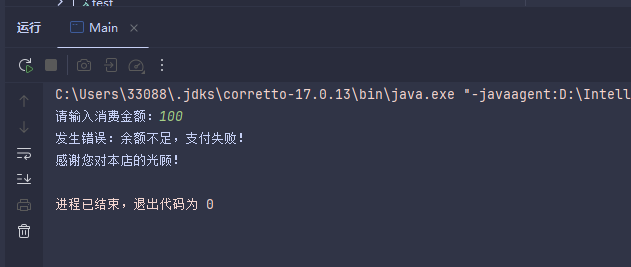 test
运行
Main
C:\Users\33088\.jdks\corretto-17.0.13\bin\java.exe "-javaagent:D:\Intell
请输入消费金额：100
发生错误：余额不足，支付失败！
感谢您对本店的光顾！
进程已结束，退出代码为 0